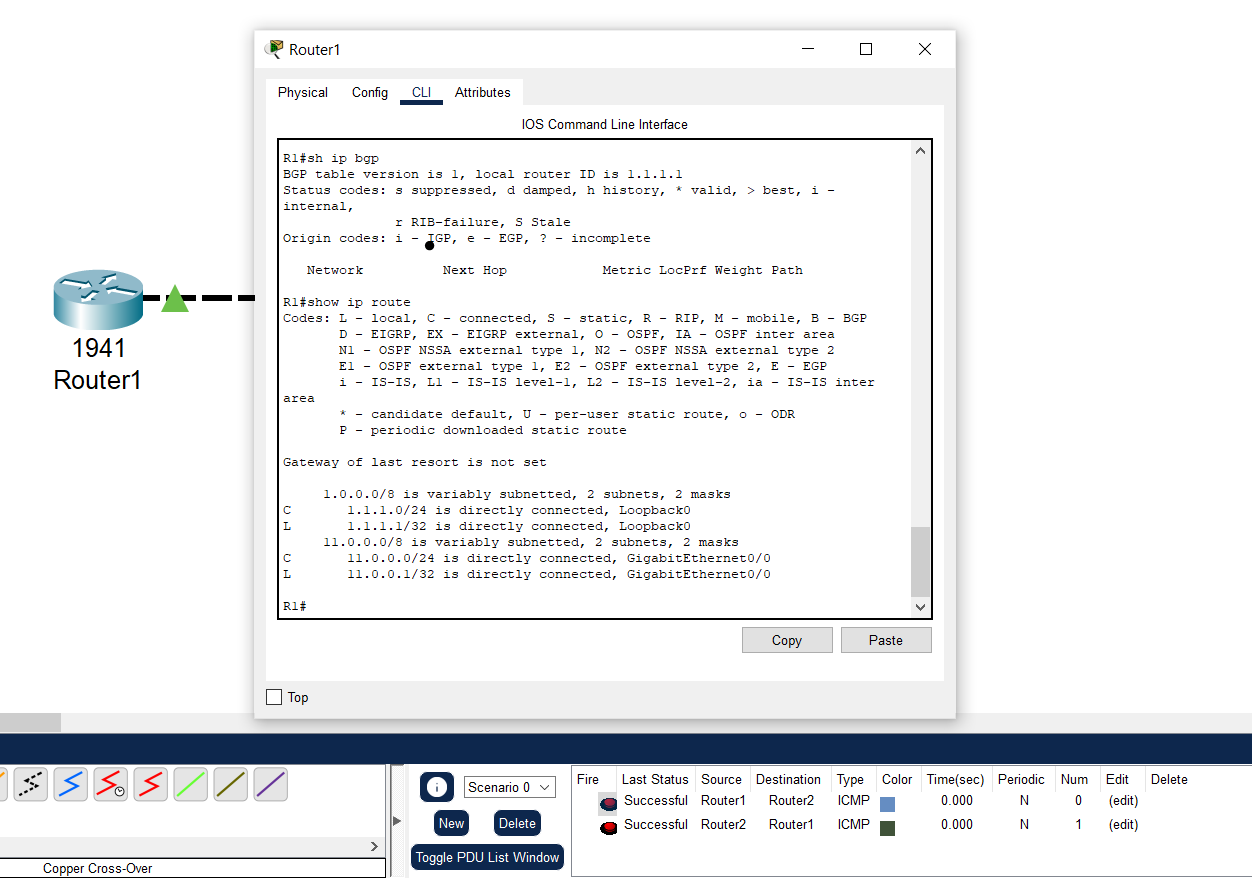 Router1
Physical Config CLI Attributes
IOS Command Line Interface
R1#sh ip bgp
BGP table version is 1, local router ID is 1.1.1.1
Status codes: s suppressed, d damped, h history, * valid, > best, i -
internal,
r RIB-failure, S Stale
Origin codes: i - IGP, e - EGP, ? - incomplete
Network Next Hop Metric LocPrf Weight Path
R1#show ip route
Codes: L - local, C - connected, S - static, R - RIP, M - mobile, B - BGP
D - EIGRP, EX - EIGRP external, O - OSPF, IA - OSPF inter area
N1 - OSPF NSSA external type 1, N2 - OSPF NSSA external type 2
E1 - OSPF external type 1, E2 - OSPF external type 2, E - EGP
i - IS-IS, L1 - IS-IS level-1, L2 - IS-IS level-2, ia - IS-IS inter
area
* - candidate default, U - per-user static route, o - ODR
P - periodic downloaded static route
Gateway of last resort is not set
1.0.0.0/8 is variably subnetted, 2 subnets, 2 masks
C 1.1.1.0/24 is directly connected, Loopback0
L 1.1.1.1/32 is directly connected, Loopback0
11.0.0.0/8 is variably subnetted, 2 subnets, 2 masks
C 11.0.0.0/24 is directly connected, GigabitEthernet0/0
L 11.0.0.1/32 is directly connected, GigabitEthernet0/0
R1#
Copy Paste
Top
1941
Router1
Copper Cross-Over
Scenario 0
New Delete
Toggle PDU List Window
Fire Last Status Source Destination Type Color Time(sec) Periodic Num Edit Delete
Successful Router1 Router2 ICMP 0.000 N 0 (edit)
Successful Router2 Router1 ICMP 0.000 N 1 (edit)